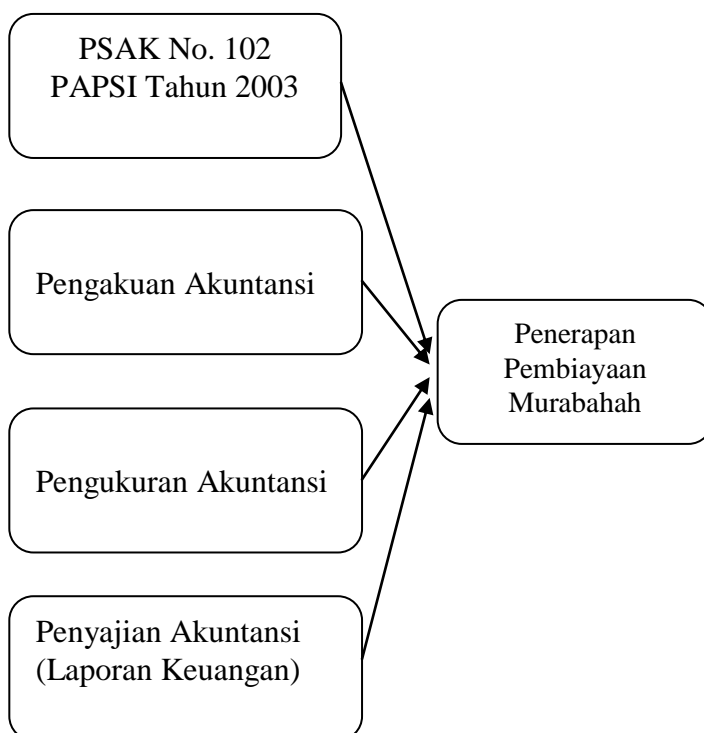 PSAK No. 102
PAPSI Tahun 2003
Pengakuan Akuntansi
Pengukuran Akuntansi
Penyajian Akuntansi
(Laporan Keuangan)
Penerapan
Pembiayaan
Murabahah